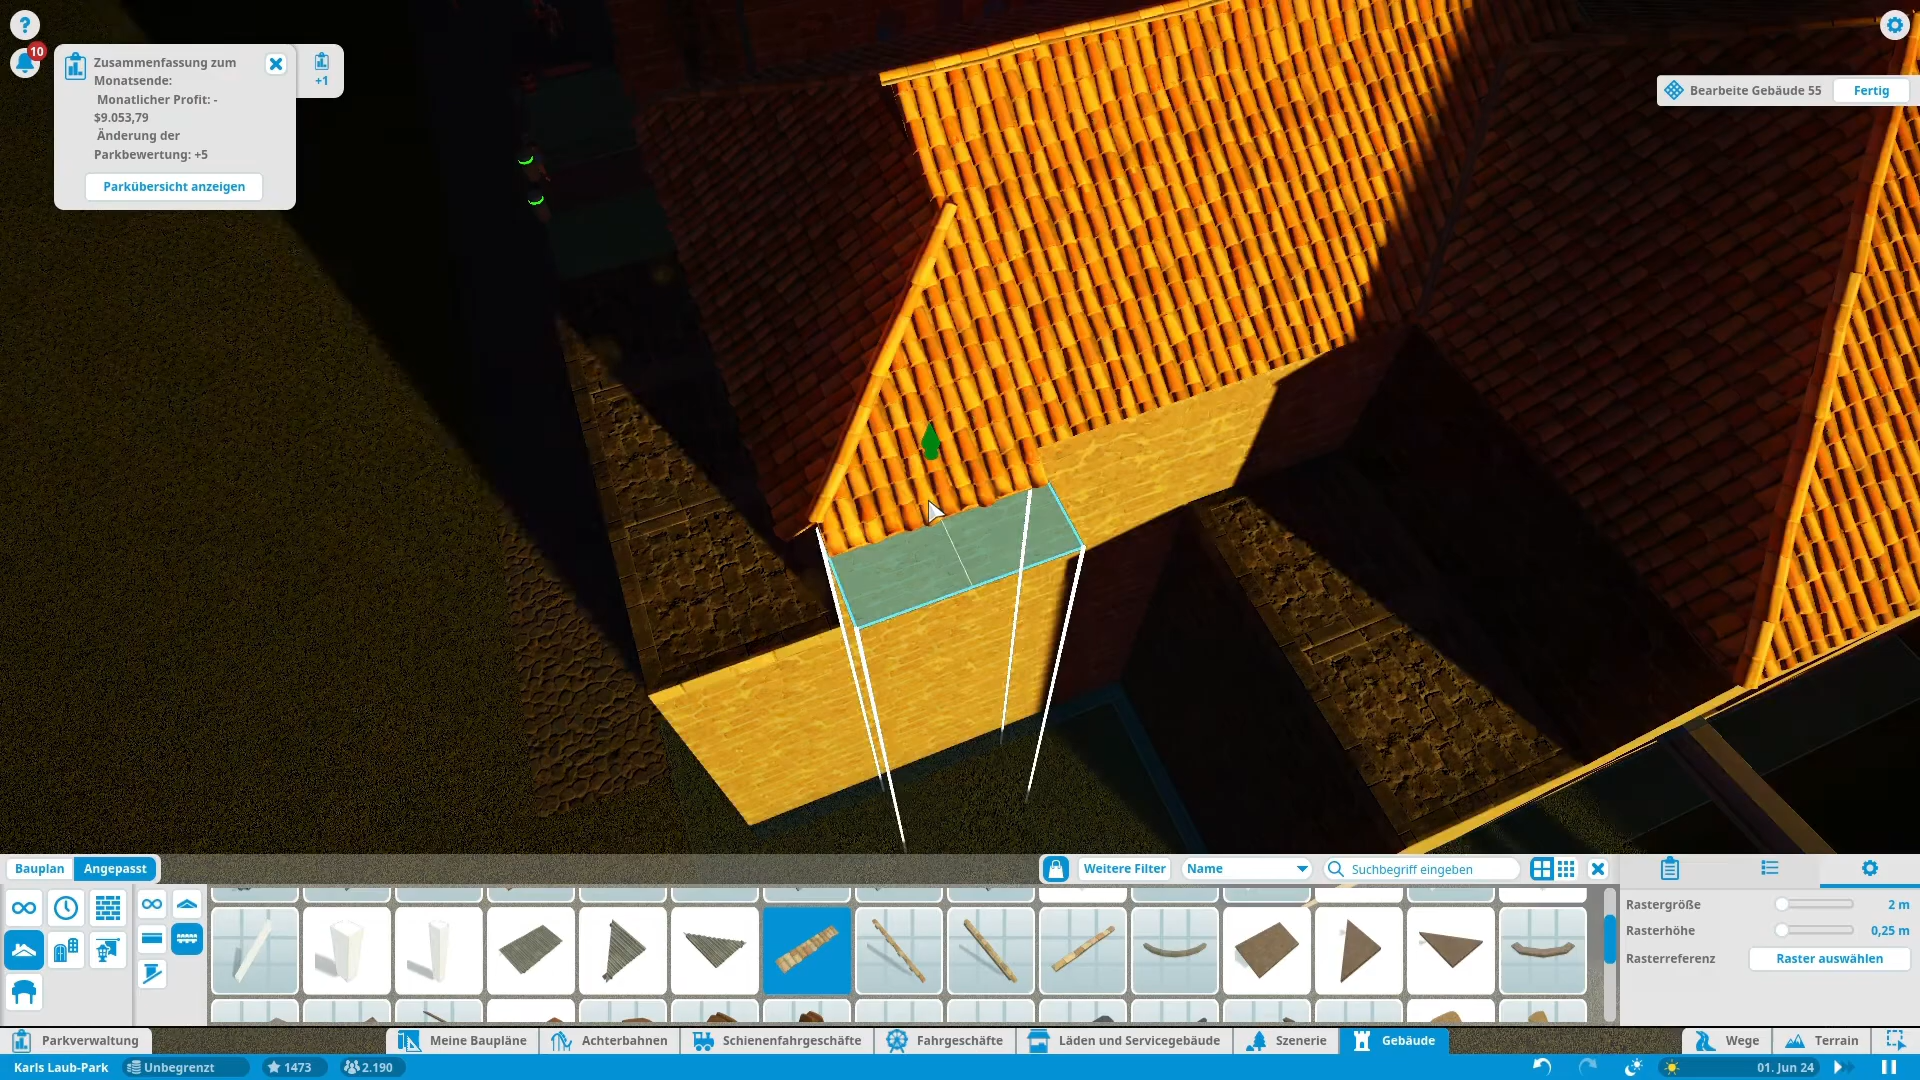 ?
10
Zusammenfassung zum
Monatsende:
Monatlicher Profit: -
$9.053,79
Änderung der
Parkbewertung: +5
Parkübersicht anzeigen
+1
Bearbeite Gebäude 55
Fertig
Bauplan
Angepasst
Weitere Filter
Name
Suchbegriff eingeben
Rastergröße
2 m
Rasterhöhe
0,25 m
Rasterreferenz
Raster auswählen
Parkverwaltung
Meine Baupläne
Achterbahnen
Schienenfahrgeschäfte
Fahrgeschäfte
Läden und Servicegebäude
Szenerie
Gebäude
Wege
Terrain
Karls Laub-Park
Unbegrenzt
1473
2.190
01. Jun 24